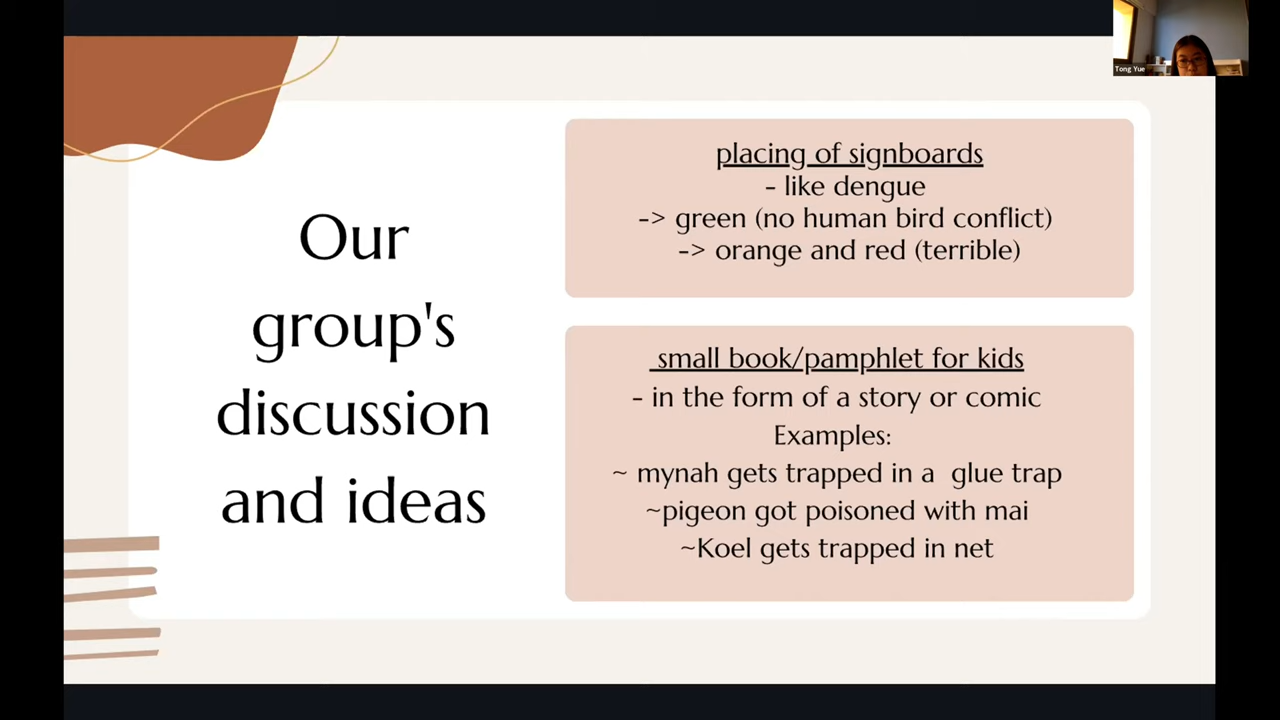 Tong Yue
Our
group's
discussion
and ideas
placing of signboards
- like dengue
-> green (no human bird conflict)
-> orange and red (terrible)
small book/pamphlet for kids
- in the form of a story or comic
Examples:
~ mynah gets trapped in a  glue trap
~pigeon got poisoned with mai
~Koel gets trapped in net